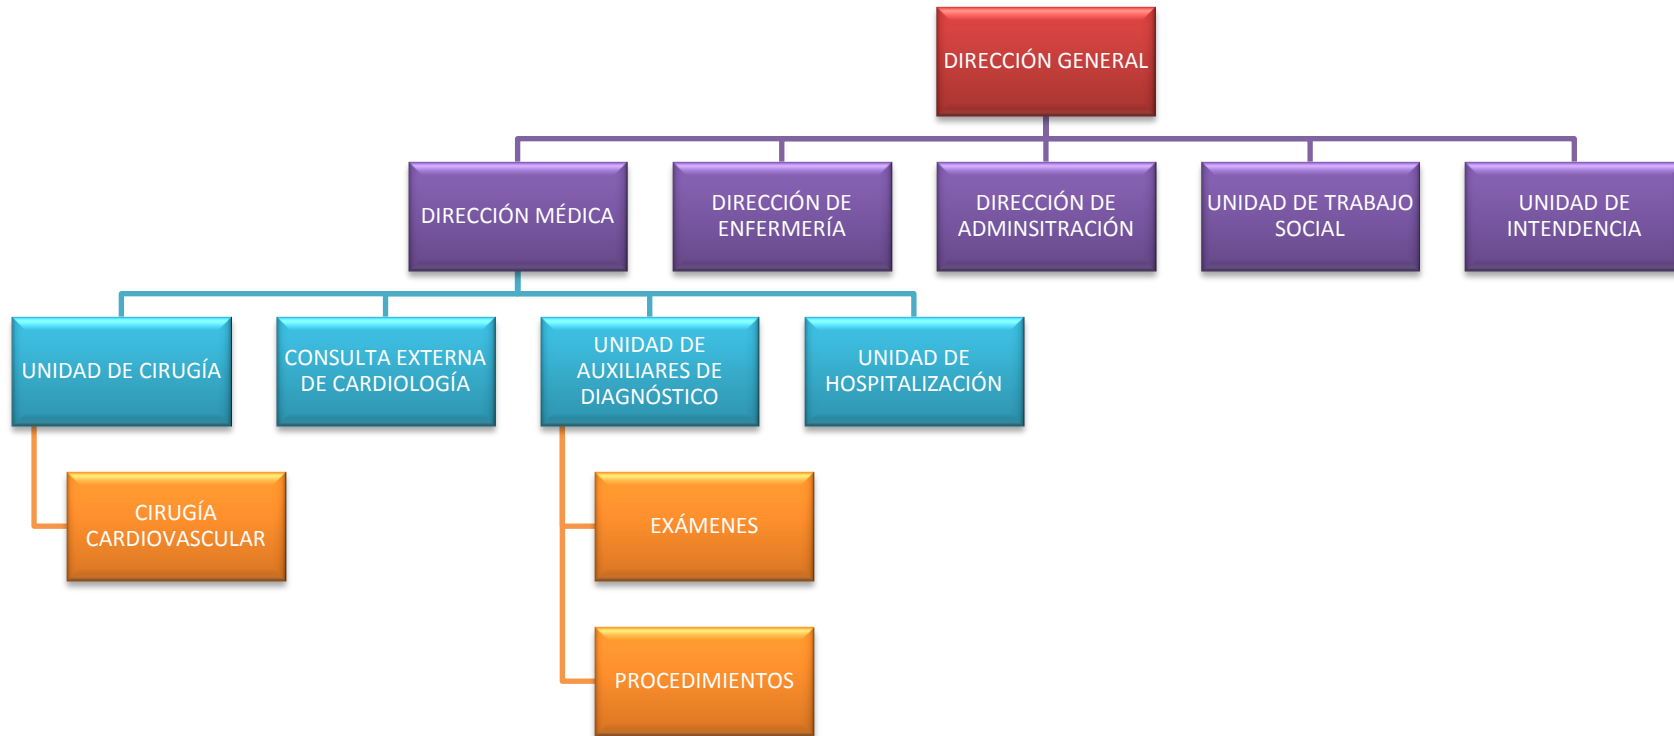 DIRECCIÓN GENERAL
DIRECCIÓN MÉDICA
DIRECCIÓN DE
ENFERMERÍA
DIRECCIÓN DE
ADMINSITRACIÓN
UNIDAD DE TRABAJO
SOCIAL
UNIDAD DE
INTENDENCIA
UNIDAD DE CIRUGÍA
CONSULTA EXTERNA
DE CARDIOLOGÍA
UNIDAD DE
AUXILIARES DE
DIAGNÓSTICO
UNIDAD DE
HOSPITALIZACIÓN
CIRUGÍA
CARDIOVASCULAR
EXÁMENES
PROCEDIMIENTOS